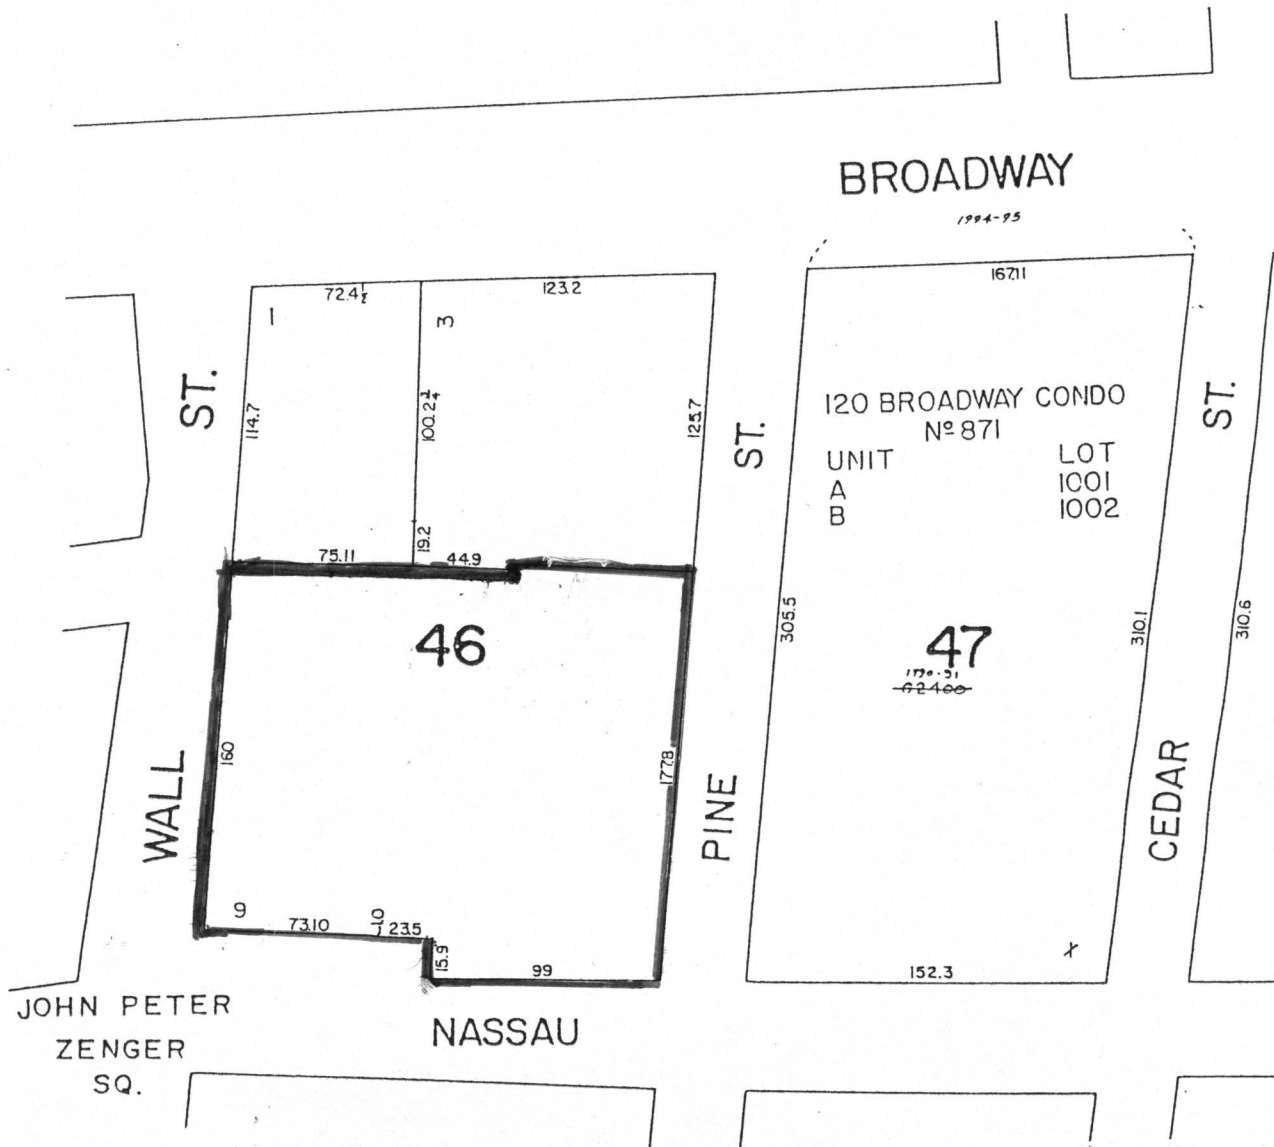 BROADWAY
1994-95
167.11
72.4½
123.2
1
3
114.7
ST.
100.2¼
125.7
ST.
120 BROADWAY CONDO
Nº 871
UNIT LOT
A 1001
B 1002
ST.
19.2
75.11
44.9
46
305.5
47
1990-91
310.1
310.6
160
177.8
WALL
PINE
CEDAR
9
73.10
1.0
23.5
15.9
99
152.3
X
JOHN PETER
ZENGER
SQ.
NASSAU